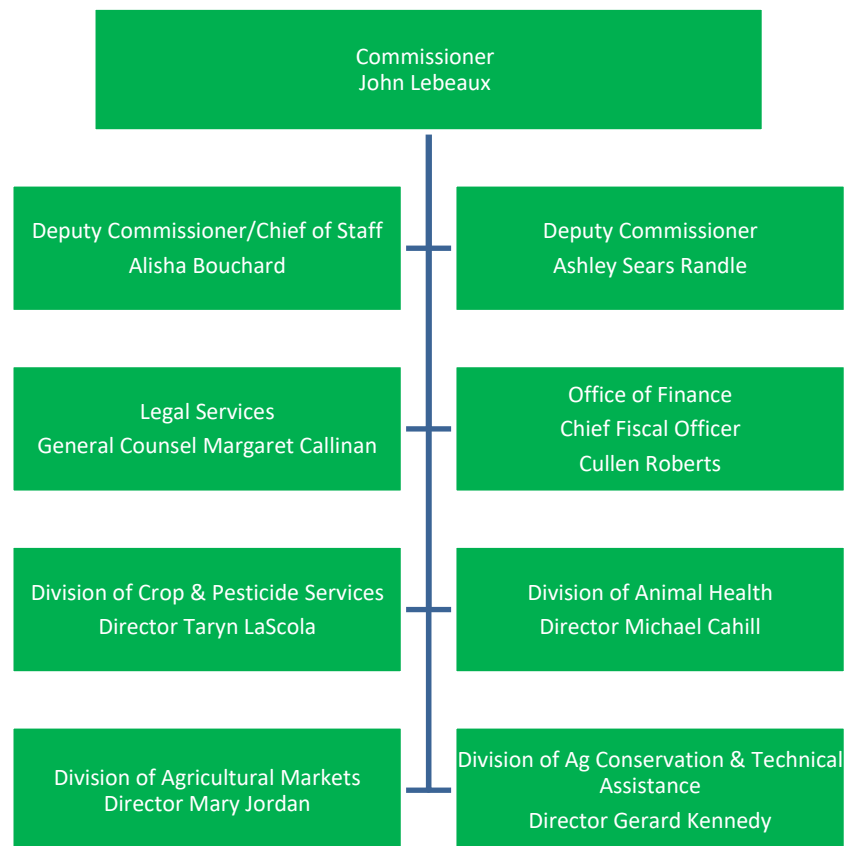 Commissioner
John Lebeaux
Deputy Commissioner/Chief of Staff
Alisha Bouchard
Deputy Commissioner
Ashley Sears Randle
Legal Services
General Counsel Margaret Callinan
Office of Finance
Chief Fiscal Officer
Cullen Roberts
Division of Crop & Pesticide Services
Director Taryn LaScola
Division of Animal Health
Director Michael Cahill
Division of Agricultural Markets
Director Mary Jordan
Division of Ag Conservation & Technical
Assistance
Director Gerard Kennedy